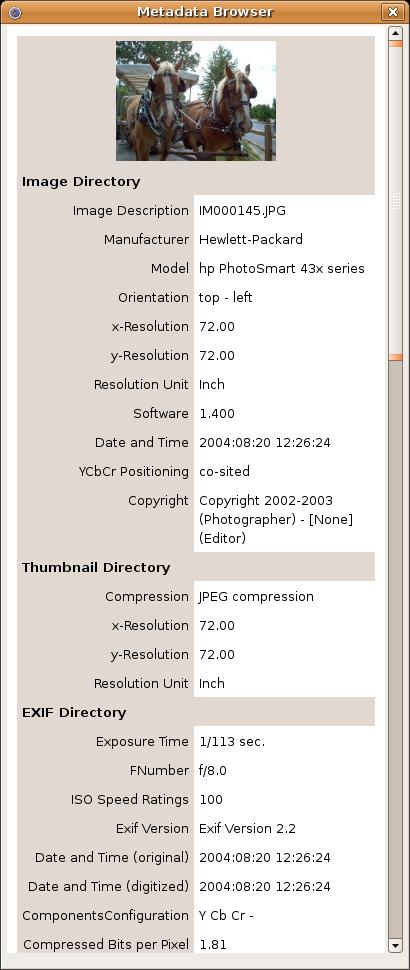 Metadata Browser
Image Directory
Image Description IM000145.JPG
Manufacturer Hewlett-Packard
Model hp PhotoSmart 43x series
Orientation top - left
x-Resolution 72.00
y-Resolution 72.00
Resolution Unit Inch
Software 1.400
Date and Time 2004:08:20 12:26:24
YCbCr Positioning co-sited
Copyright Copyright 2002-2003
(Photographer) - [None]
(Editor)
Thumbnail Directory
Compression JPEG compression
x-Resolution 72.00
y-Resolution 72.00
Resolution Unit Inch
EXIF Directory
Exposure Time 1/113 sec.
FNumber f/8.0
ISO Speed Ratings 100
Exif Version Exif Version 2.2
Date and Time (original) 2004:08:20 12:26:24
Date and Time (digitized) 2004:08:20 12:26:24
ComponentsConfiguration Y Cb Cr -
Compressed Bits per Pixel 1.81